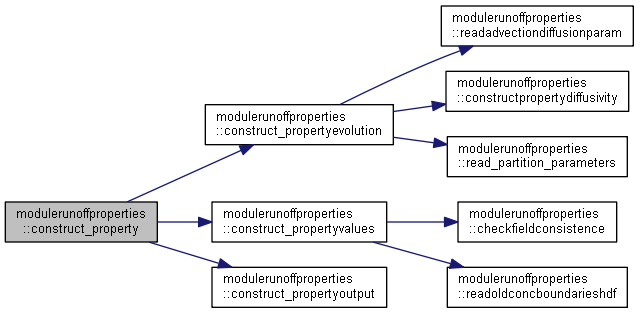 modulerunoffproperties
::readadvectiondiffusionparam
modulerunoffproperties
::constructpropertydiffusivity
modulerunoffproperties
::construct_propertyevolution
modulerunoffproperties
::read_partition_parameters
modulerunoffproperties
::construct_property
modulerunoffproperties
::construct_propertyvalues
modulerunoffproperties
::checkfieldconsistence
modulerunoffproperties
::construct_propertyoutput
modulerunoffproperties
::readoldconcboundarieshdf